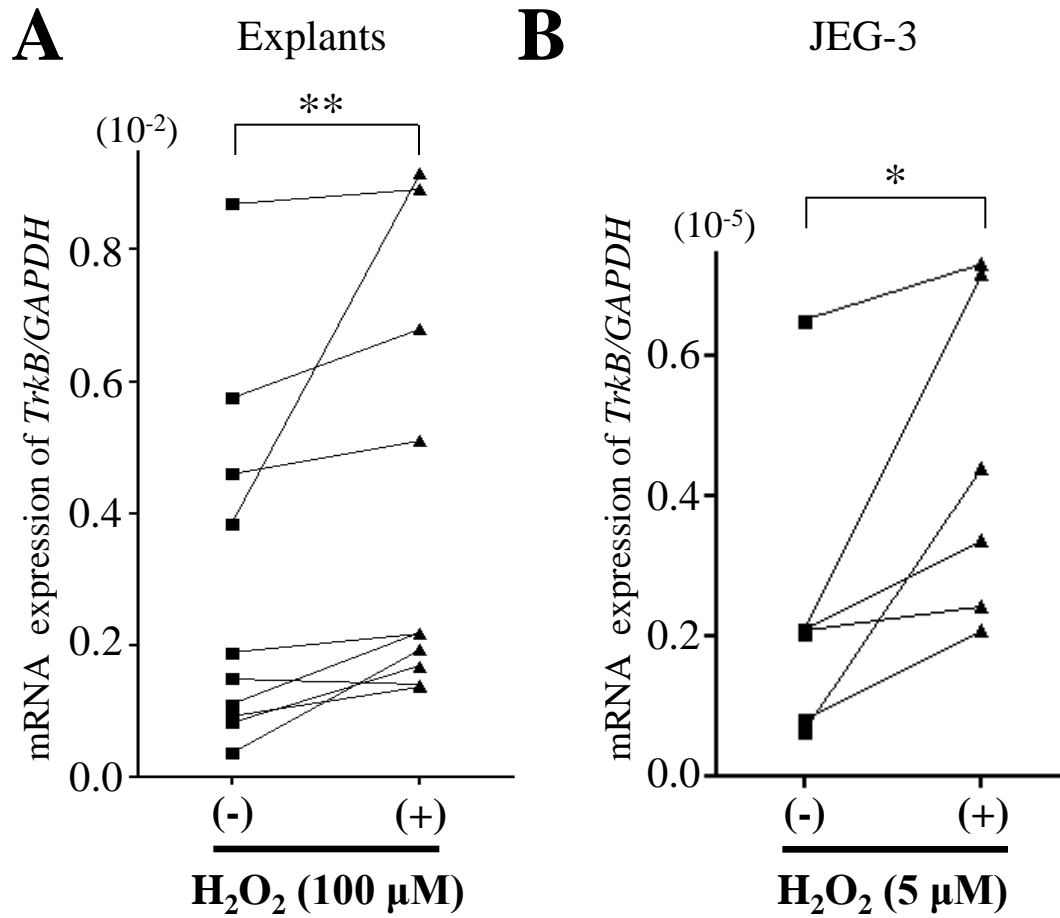 A Explants
**
(10-2)
mRNA expression of TrkB/GAPDH
0.8
0.6
0.4
0.2
0.0
(-) (+)
H2O2 (100 μM)
B JEG-3
*
(10-5)
mRNA expression of TrkB/GAPDH
0.6
0.4
0.2
0.0
(-) (+)
H2O2 (5 μM)